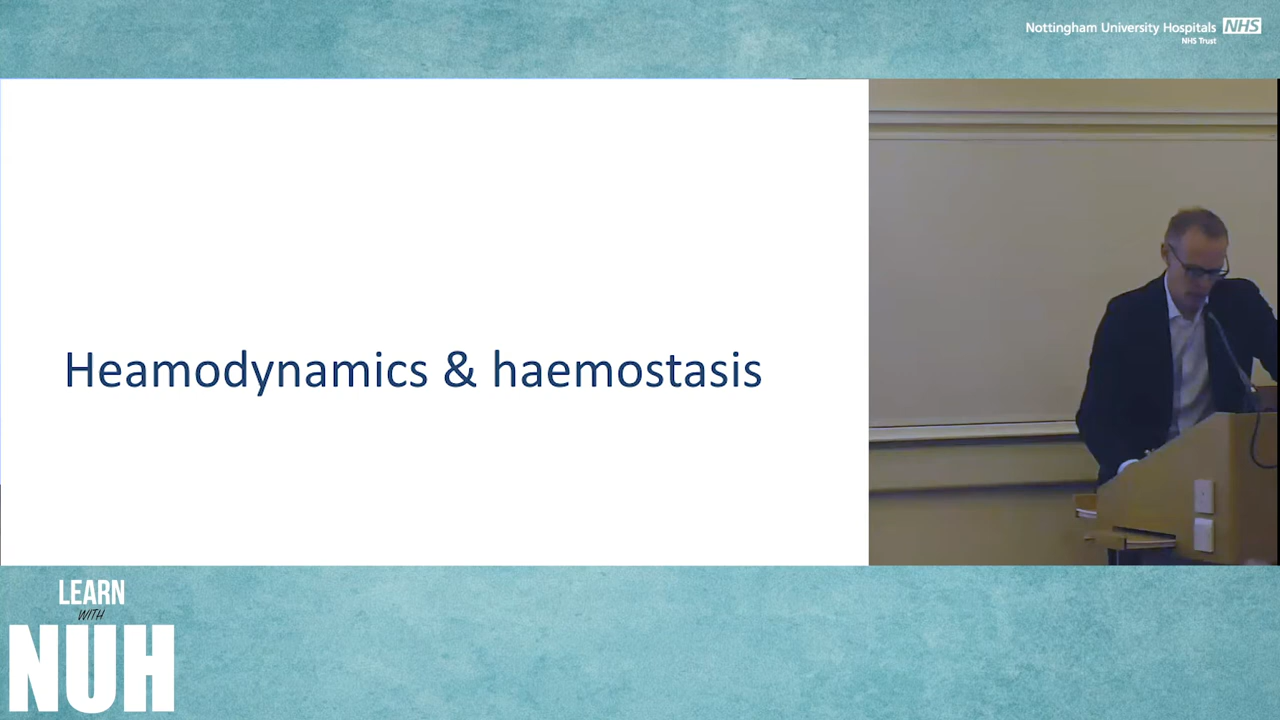 Nottingham University Hospitals NHS
NHS Trust
Heamodynamics & haemostasis
LEARN
WITH
NUH